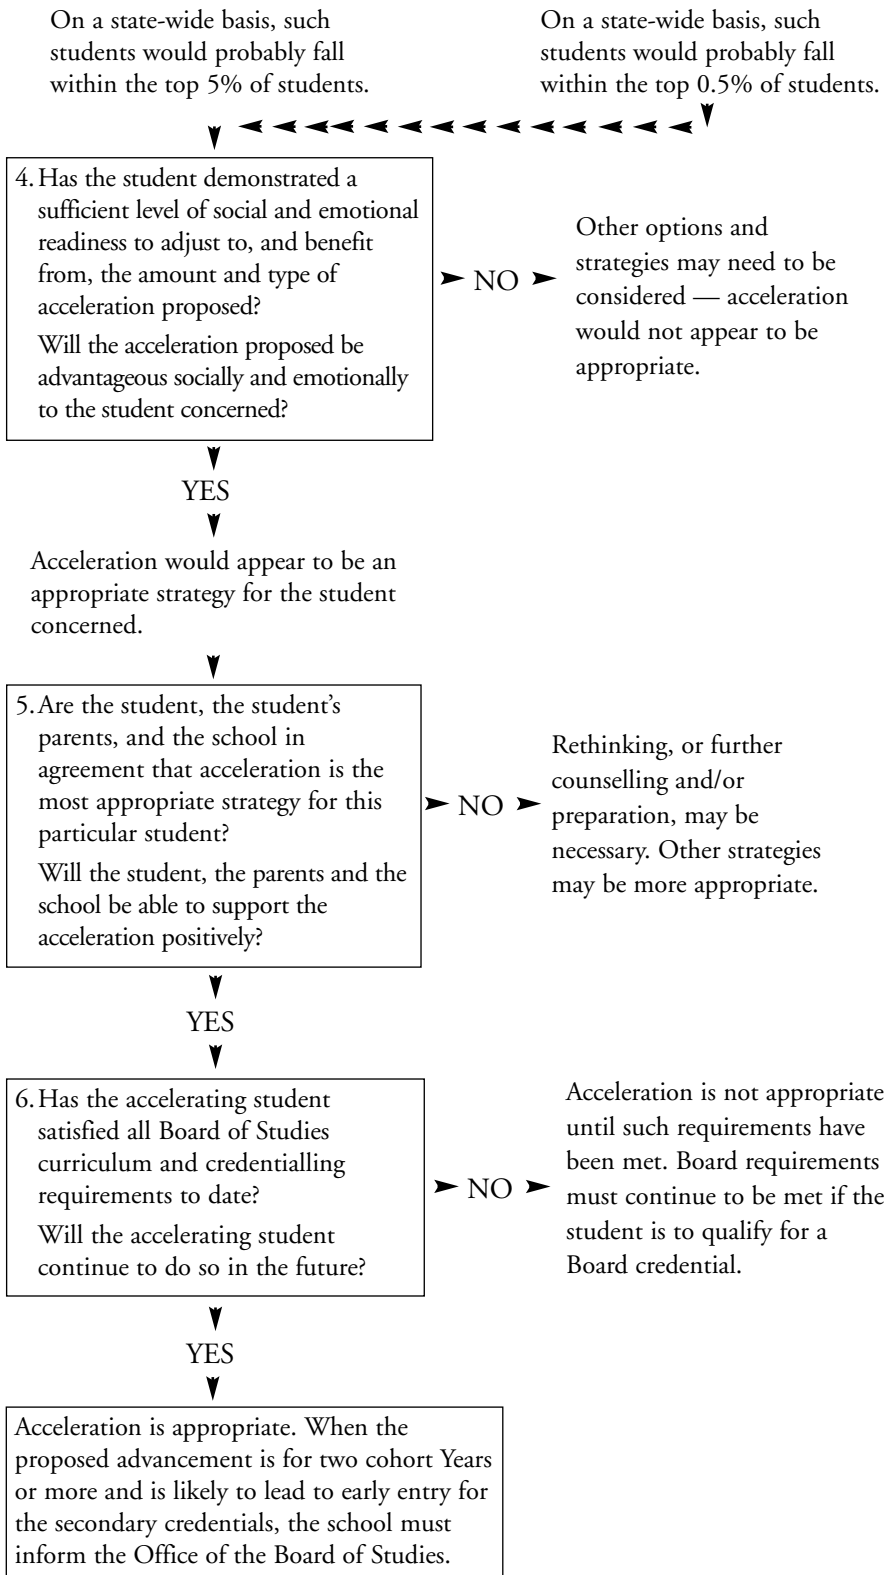 On a state-wide basis, such
students would probably fall
within the top 5% of students.
On a state-wide basis, such
students would probably fall
within the top 0.5% of students.
4. Has the student demonstrated a
sufficient level of social and emotional
readiness to adjust to, and benefit
from, the amount and type of
acceleration proposed?
Will the acceleration proposed be
advantageous socially and emotionally
to the student concerned?
NO
Other options and
strategies may need to be
considered — acceleration
would not appear to be
appropriate.
YES
Acceleration would appear to be an
appropriate strategy for the student
concerned.
5. Are the student, the student’s
parents, and the school in
agreement that acceleration is the
most appropriate strategy for this
particular student?
Will the student, the parents and the
school be able to support the
acceleration positively?
NO
Rethinking, or further
counselling and/or
preparation, may be
necessary. Other strategies
may be more appropriate.
YES
6. Has the accelerating student
satisfied all Board of Studies
curriculum and credentialling
requirements to date?
Will the accelerating student
continue to do so in the future?
NO
Acceleration is not appropriate
until such requirements have
been met. Board requirements
must continue to be met if the
student is to qualify for a
Board credential.
YES
Acceleration is appropriate. When the
proposed advancement is for two cohort Years
or more and is likely to lead to early entry for
the secondary credentials, the school must
inform the Office of the Board of Studies.